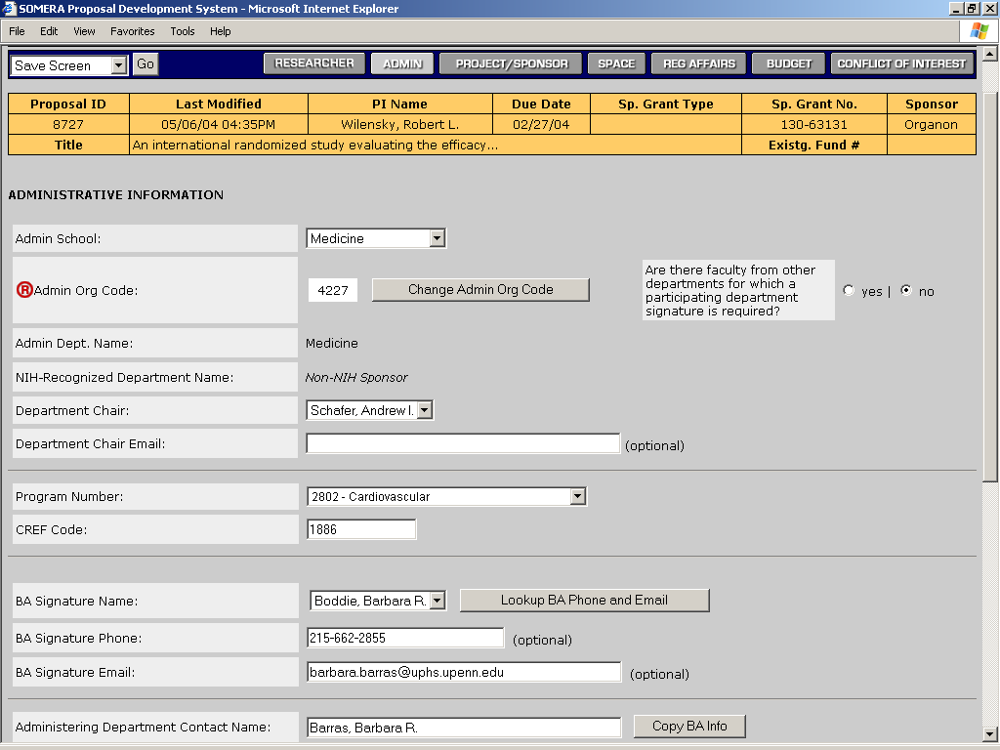 SOMERA Proposal Development System - Microsoft Internet Explorer
File Edit View Favorites Tools Help
Save Screen Go RESEARCHER ADMIN PROJECT/SPONSOR SPACE REG AFFAIRS BUDGET CONFLICT OF INTEREST
Proposal ID Last Modified PI Name Due Date Sp. Grant Type Sp. Grant No. Sponsor
8727 05/06/04 04:35PM Wilensky, Robert L. 02/27/04 130-63131 Organon
Title An international randomized study evaluating the efficacy... Existg. Fund #
ADMINISTRATIVE INFORMATION
Admin School: Medicine
®Admin Org Code: 4227 Change Admin Org Code
Are there faculty from other
departments for which a
participating department
signature is required?
yes | no
Admin Dept. Name: Medicine
NIH-Recognized Department Name: Non-NIH Sponsor
Department Chair: Schafer, Andrew I.
Department Chair Email: (optional)
Program Number: 2802 - Cardiovascular
CREF Code: 1886
BA Signature Name: Boddie, Barbara R. Lookup BA Phone and Email
BA Signature Phone: 215-662-2855 (optional)
BA Signature Email: barbara.barras@uphs.upenn.edu (optional)
Administering Department Contact Name: Barras, Barbara R. Copy BA Info